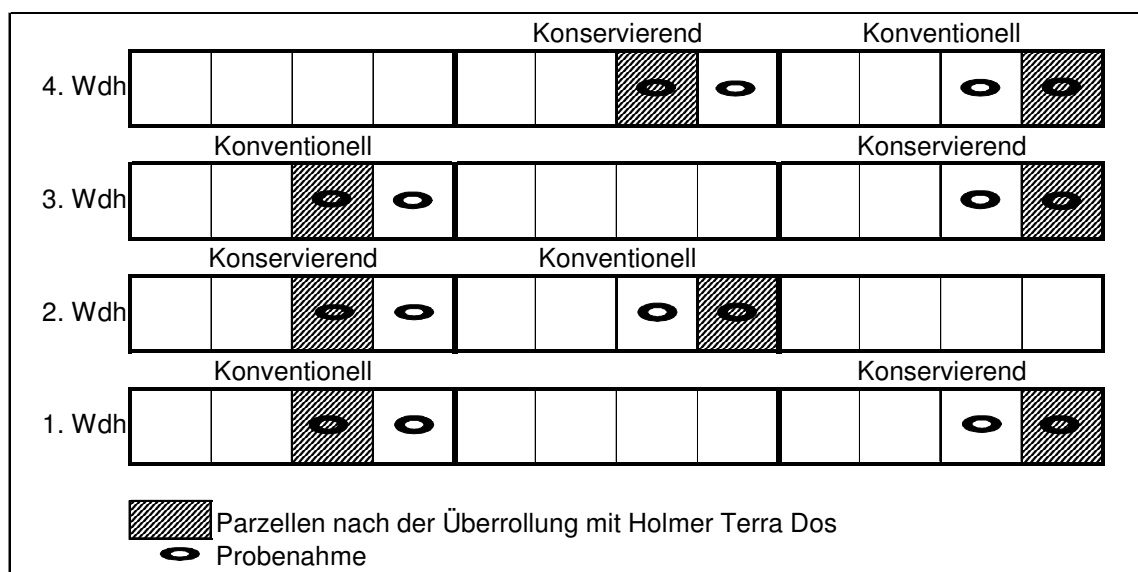 Konservierend Konventionell
4. Wdh
Konventionell Konservierend
3. Wdh
Konservierend Konventionell
2. Wdh
Konventionell Konservierend
1. Wdh
Parzellen nach der Überrollung mit Holmer Terra Dos
Probenahme